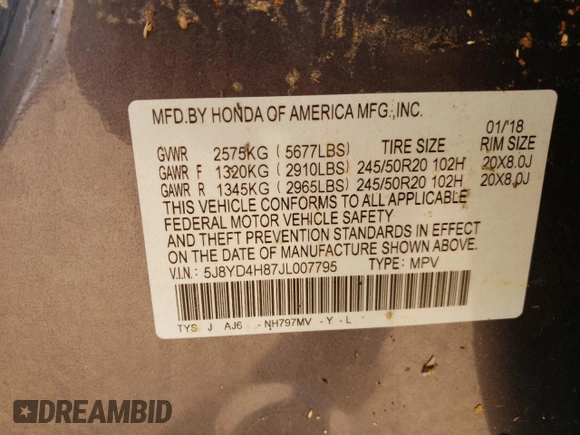 MFD.BY HONDA OF AMERICA MFG.,INC.
01/'18
GVWR 2575KG (5677LBS) TIRE SIZE RIM SIZE
GAWR F 1320KG (2910LBS) 245/50R20 102H 20X8.0J
GAWR R 1345KG (2965LBS) 245/50R20 102H 20X8.0J
THIS VEHICLE CONFORMS TO ALL APPLICABLE
FEDERAL MOTOR VEHICLE SAFETY
AND THEFT PREVENTION STANDARDS IN EFFECT
ON THE DATE OF MANUFACTURE SHOWN ABOVE.
V.I.N.: 5J8YD4H87JL007795 TYPE: MPV
TYS J AJ6 -NH797MV -Y-L
DREAMBID